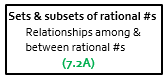 Sets & subsets of rational #s
Relationships among &
between rational #s
(7.2A)